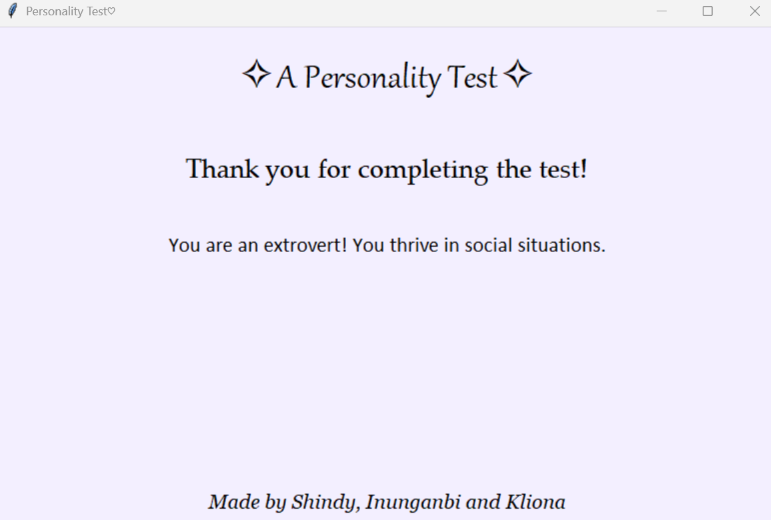 Personality Test♡
✧ A Personality Test ✧
Thank you for completing the test!
You are an extrovert! You thrive in social situations.
Made by Shindy, Inunganbi and Kliona